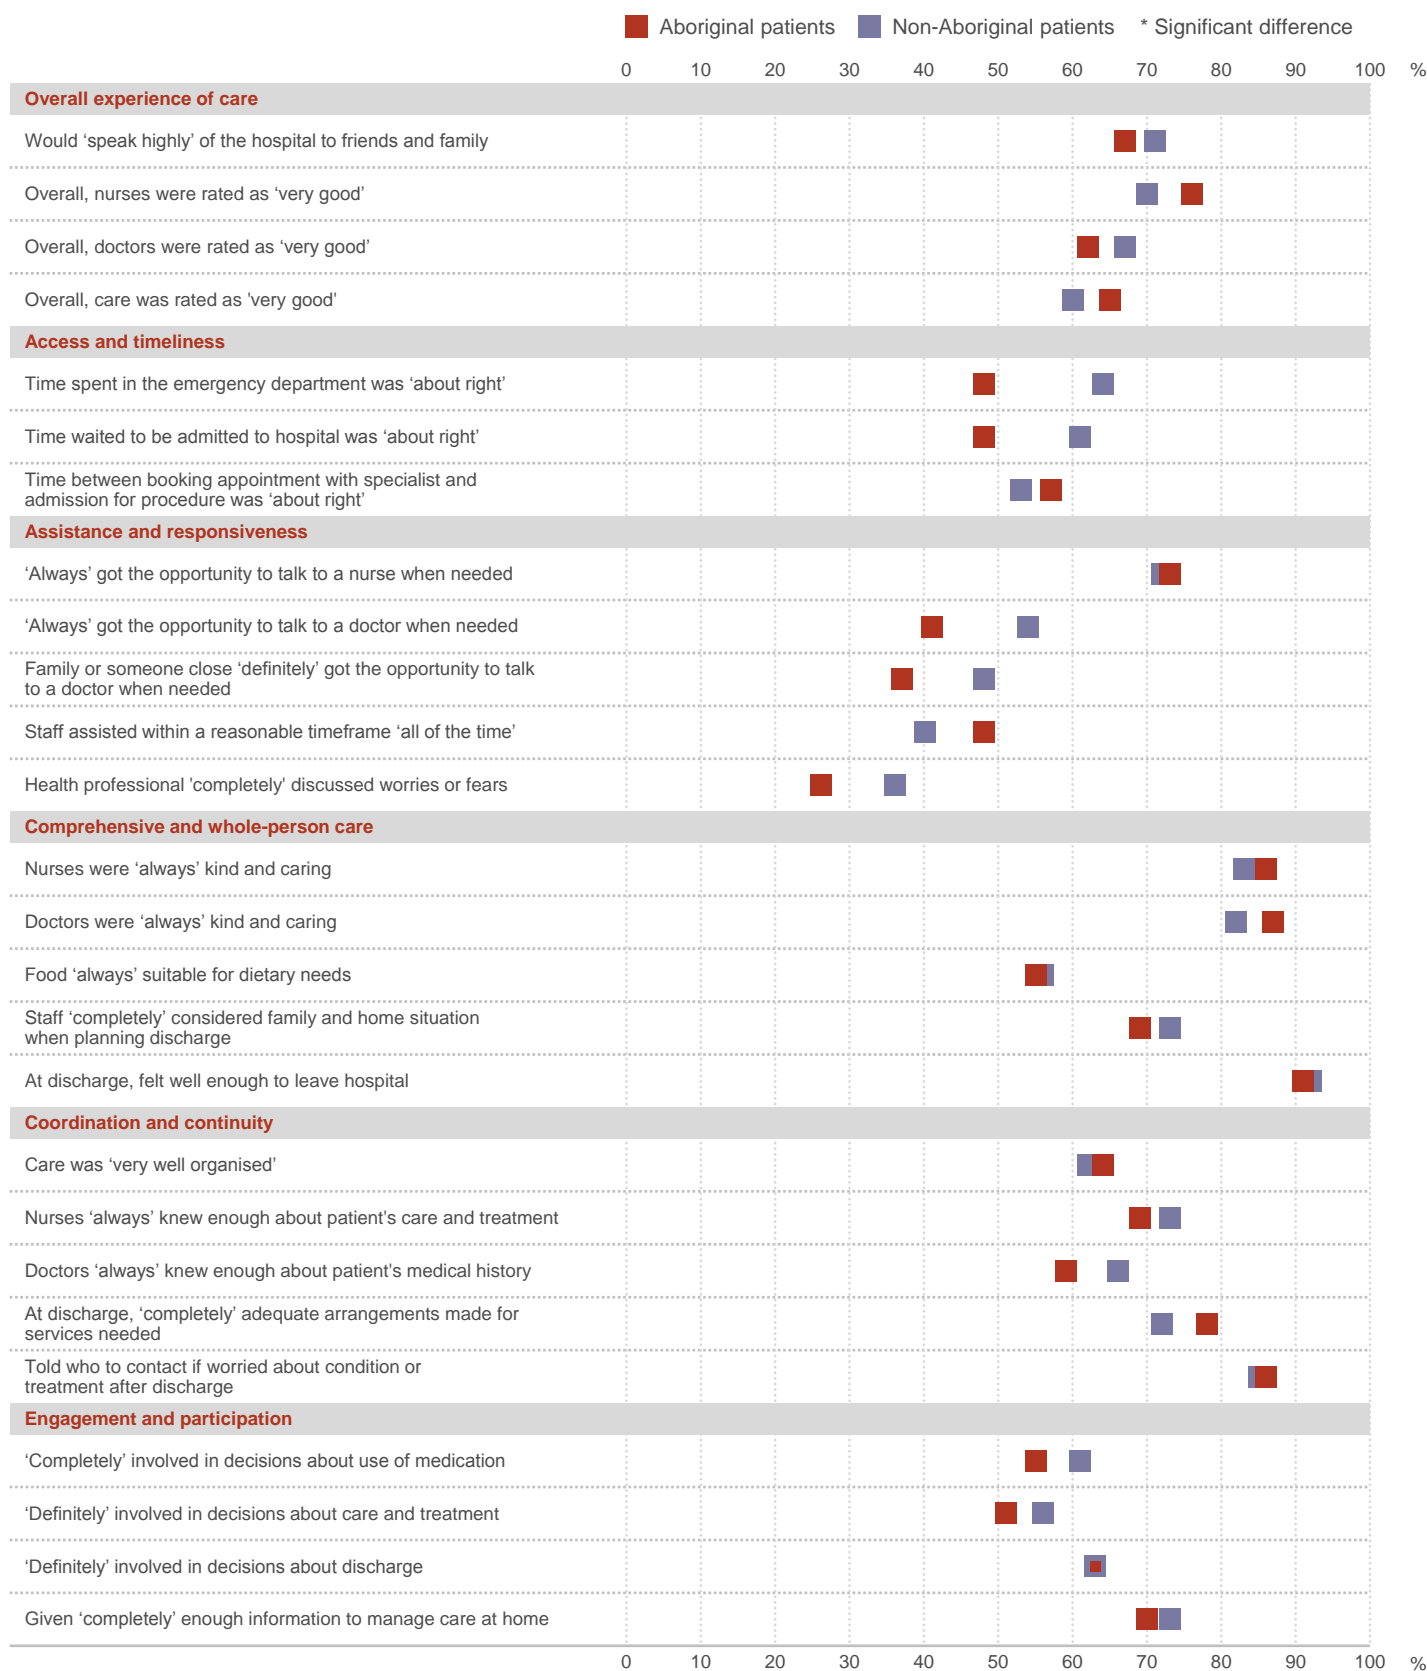 Aboriginal patients Non-Aboriginal patients * Significant difference
0 10 20 30 40 50 60 70 80 90 100 %
Overall experience of care
Would ‘speak highly’ of the hospital to friends and family
Overall, nurses were rated as ‘very good’
Overall, doctors were rated as ‘very good’
Overall, care was rated as 'very good'
Access and timeliness
Time spent in the emergency department was ‘about right’
Time waited to be admitted to hospital was ‘about right’
Time between booking appointment with specialist and
admission for procedure was ‘about right’
Assistance and responsiveness
‘Always’ got the opportunity to talk to a nurse when needed
‘Always’ got the opportunity to talk to a doctor when needed
Family or someone close ‘definitely’ got the opportunity to talk
to a doctor when needed
Staff assisted within a reasonable timeframe ‘all of the time’
Health professional 'completely' discussed worries or fears
Comprehensive and whole-person care
Nurses were ‘always’ kind and caring
Doctors were ‘always’ kind and caring
Food ‘always’ suitable for dietary needs
Staff ‘completely’ considered family and home situation
when planning discharge
At discharge, felt well enough to leave hospital
Coordination and continuity
Care was ‘very well organised’
Nurses ‘always’ knew enough about patient's care and treatment
Doctors ‘always’ knew enough about patient's medical history
At discharge, ‘completely’ adequate arrangements made for
services needed
Told who to contact if worried about condition or
treatment after discharge
Engagement and participation
‘Completely’ involved in decisions about use of medication
‘Definitely’ involved in decisions about care and treatment
‘Definitely’ involved in decisions about discharge
Given ‘completely’ enough information to manage care at home
0 10 20 30 40 50 60 70 80 90 100 %